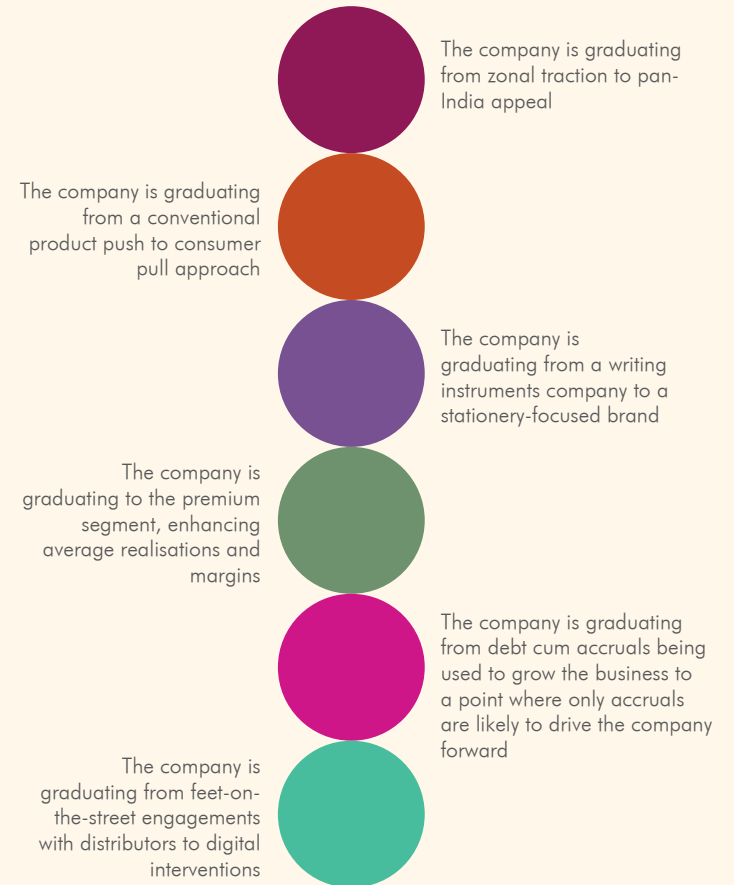 The company is graduating
from zonal traction to pan-
India appeal
The company is graduating
from a conventional
product push to consumer
pull approach
The company is
graduating from a writing
instruments company to a
stationery-focused brand
The company is
graduating to the premium
segment, enhancing
average realisations and
margins
The company is graduating
from debt cum accruals being
used to grow the business to
a point where only accruals
are likely to drive the company
forward
The company is
graduating from feet-on-
the-street engagements
with distributors to digital
interventions